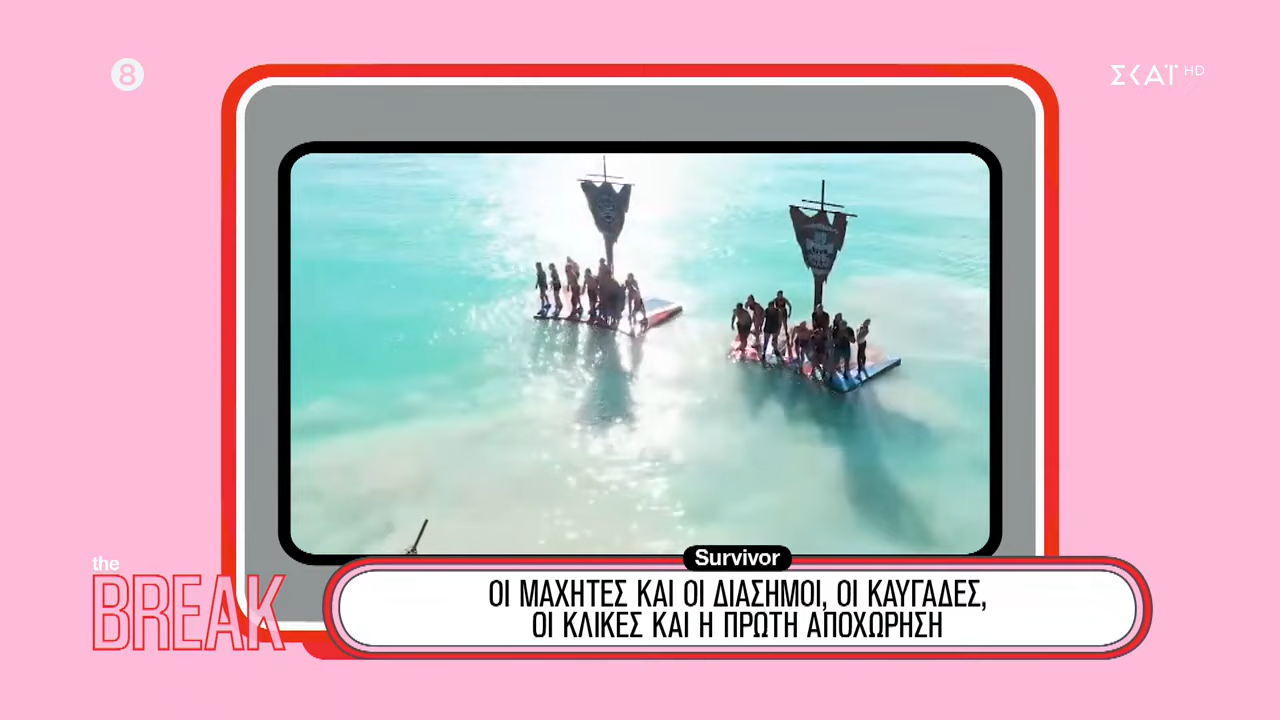 8
ΣΚΑΪ HD
Survivor
the
BREAK
ΟΙ ΜΑΧΗΤΕΣ ΚΑΙ ΟΙ ΔΙΑΣΗΜΟΙ, ΟΙ ΚΑΥΓΑΔΕΣ,
ΟΙ ΚΛΙΚΕΣ ΚΑΙ Η ΠΡΩΤΗ ΑΠΟΧΩΡΗΣΗ